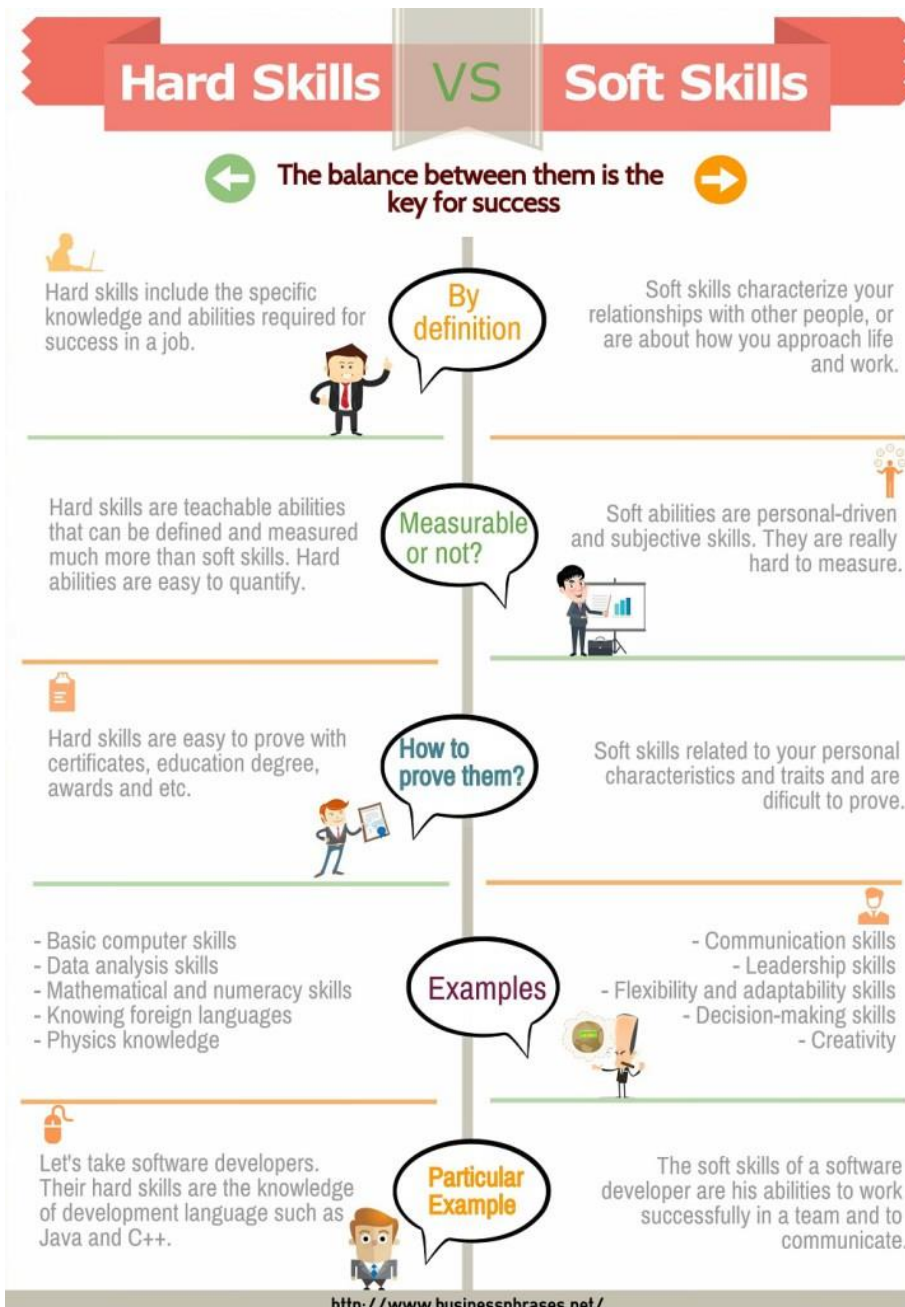 Hard Skills VS Soft Skills
The balance between them is the
key for success
Hard skills include the specific
knowledge and abilities required for
success in a job.
By
definition
Soft skills characterize your
relationships with other people, or
are about how you approach life
and work.
Hard skills are teachable abilities
that can be defined and measured
much more than soft skills. Hard
abilities are easy to quantify.
Measurable
or not?
Soft abilities are personal-driven
and subjective skills. They are really
hard to measure.
Hard skills are easy to prove with
certificates, education degree,
awards and etc.
How to
prove them?
Soft skills related to your personal
characteristics and traits and are
dificult to prove.
- Basic computer skills
- Data analysis skills
- Mathematical and numeracy skills
- Knowing foreign languages
- Physics knowledge
Examples
- Communication skills
- Leadership skills
- Flexibility and adaptability skills
- Decision-making skills
- Creativity
Let's take software developers.
Their hard skills are the knowledge
of development language such as
Java and C++.
Particular
Example
The soft skills of a software
developer are his abilities to work
successfully in a team and to
communicate.
http://www.businessphrases.net/